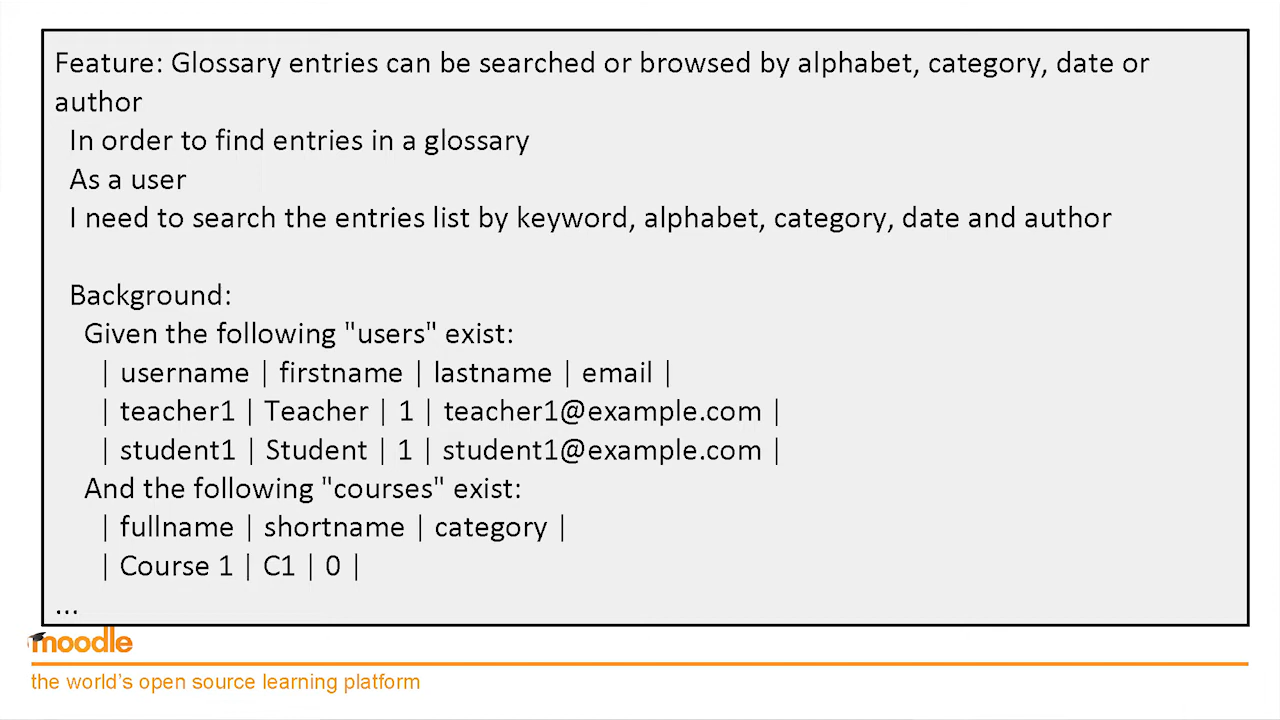 Feature: Glossary entries can be searched or browsed by alphabet, category, date or
author
In order to find entries in a glossary
As a user
I need to search the entries list by keyword, alphabet, category, date and author
Background:
Given the following "users" exist:
| username | firstname | lastname | email |
| teacher1 | Teacher | 1 | teacher1@example.com |
| student1 | Student | 1 | student1@example.com |
And the following "courses" exist:
| fullname | shortname | category |
| Course 1 | C1 | 0 |
...
moodle
the world's open source learning platform